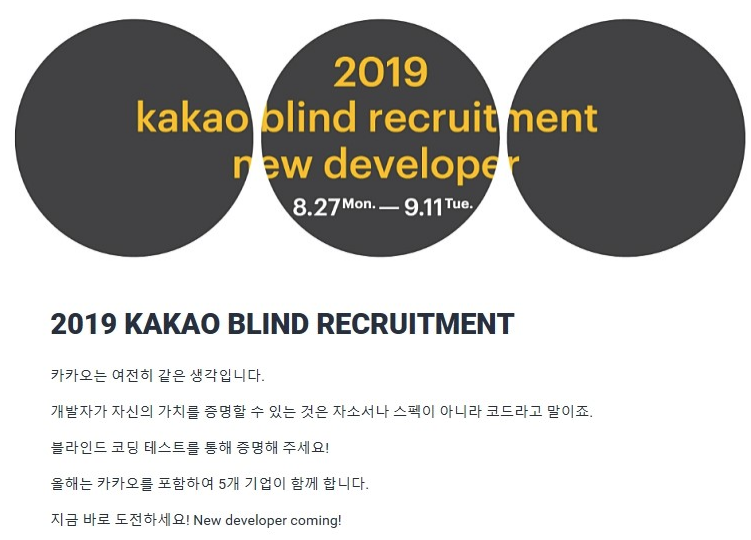 2019
kakao blind recruitment
new developer
8.27Mon. — 9.11Tue.
2019 KAKAO BLIND RECRUITMENT
카카오는 여전히 같은 생각입니다.
개발자가 자신의 가치를 증명할 수 있는 것은 자소서나 스펙이 아니라 코드라고 말이죠.
블라인드 코딩 테스트를 통해 증명해 주세요!
올해는 카카오를 포함하여 5개 기업이 함께 합니다.
지금 바로 도전하세요! New developer coming!